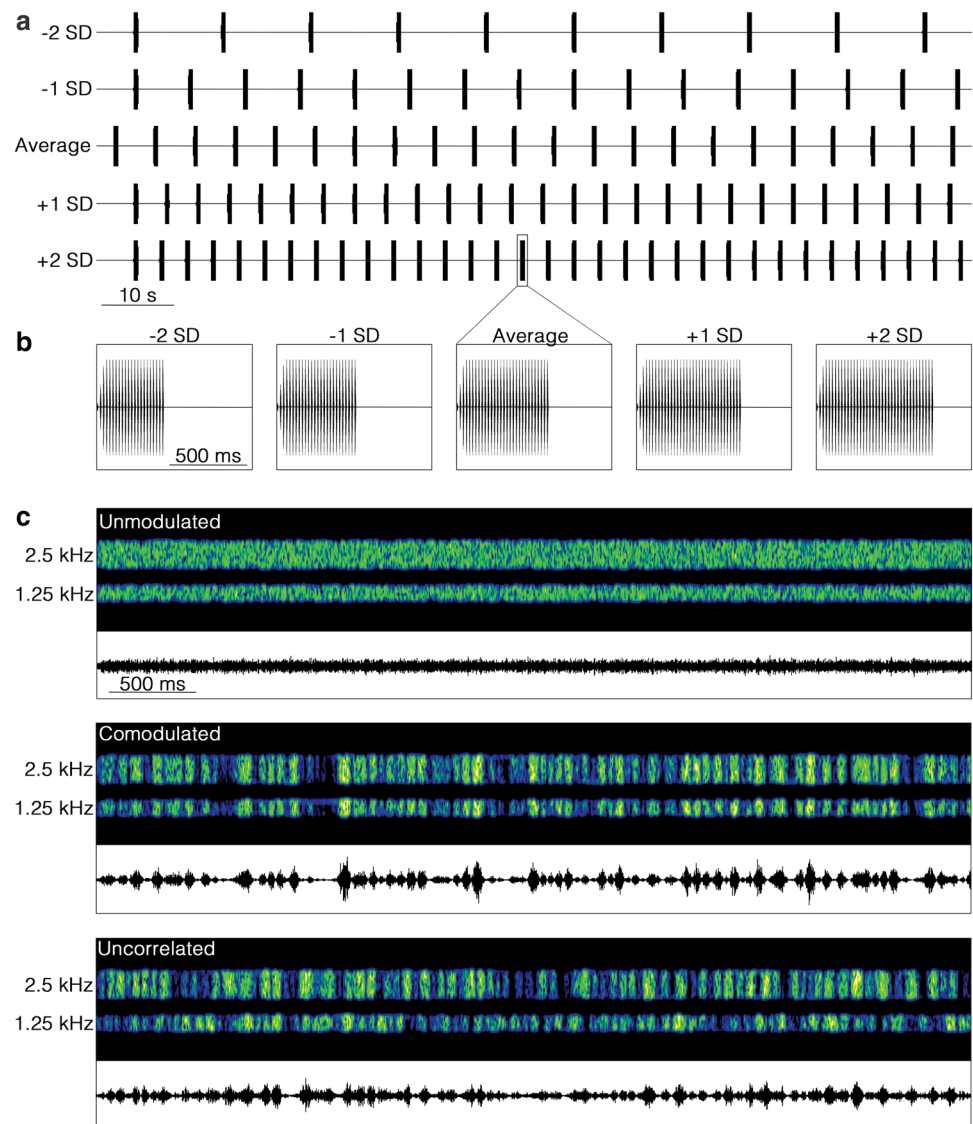 a
-2 SD
-1 SD
Average
+1 SD
+2 SD
10 s
b
-2 SD
-1 SD
Average
+1 SD
+2 SD
500 ms
c
Unmodulated
2.5 kHz
1.25 kHz
500 ms
Comodulated
2.5 kHz
1.25 kHz
Uncorrelated
2.5 kHz
1.25 kHz